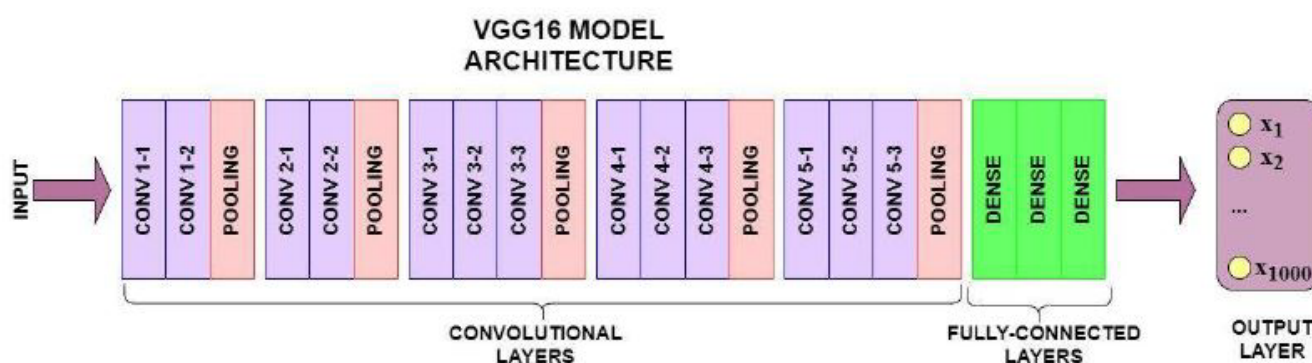 VGG16 MODEL
ARCHITECTURE
INPUT
CONV 1-1
CONV 1-2
POOLING
CONV 2-1
CONV 2-2
POOLING
CONV 3-1
CONV 3-2
CONV 3-3
POOLING
CONV 4-1
CONV 4-2
CONV 4-3
POOLING
CONV 5-1
CONV 5-2
CONV 5-3
POOLING
DENSE
DENSE
DENSE
x1
x2
...
x1000
CONVOLUTIONAL
LAYERS
FULLY-CONNECTED
LAYERS
OUTPUT
LAYER